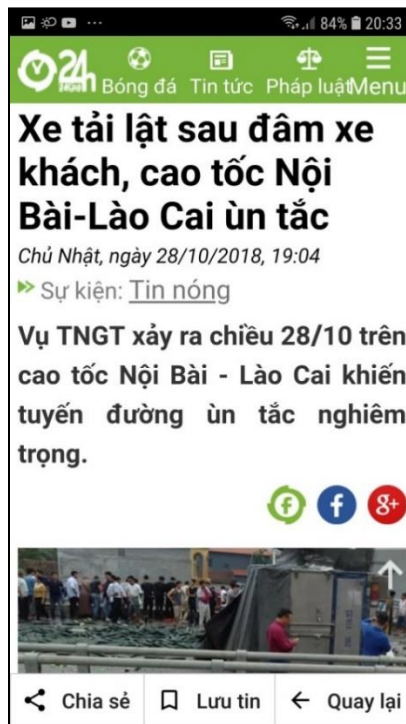 84% 20:33
24h
Bóng đá Tin tức Pháp luật Menu
Xe tải lật sau đâm xe
khách, cao tốc Nội
Bài-Lào Cai ùn tắc
Chủ Nhật, ngày 28/10/2018, 19:04
Sự kiện: Tin nóng
Vụ TNGT xảy ra chiều 28/10 trên
cao tốc Nội Bài - Lào Cai khiến
tuyến đường ùn tắc nghiêm
trọng.
f f 8+
Chia sẻ Lưu tin Quay lại